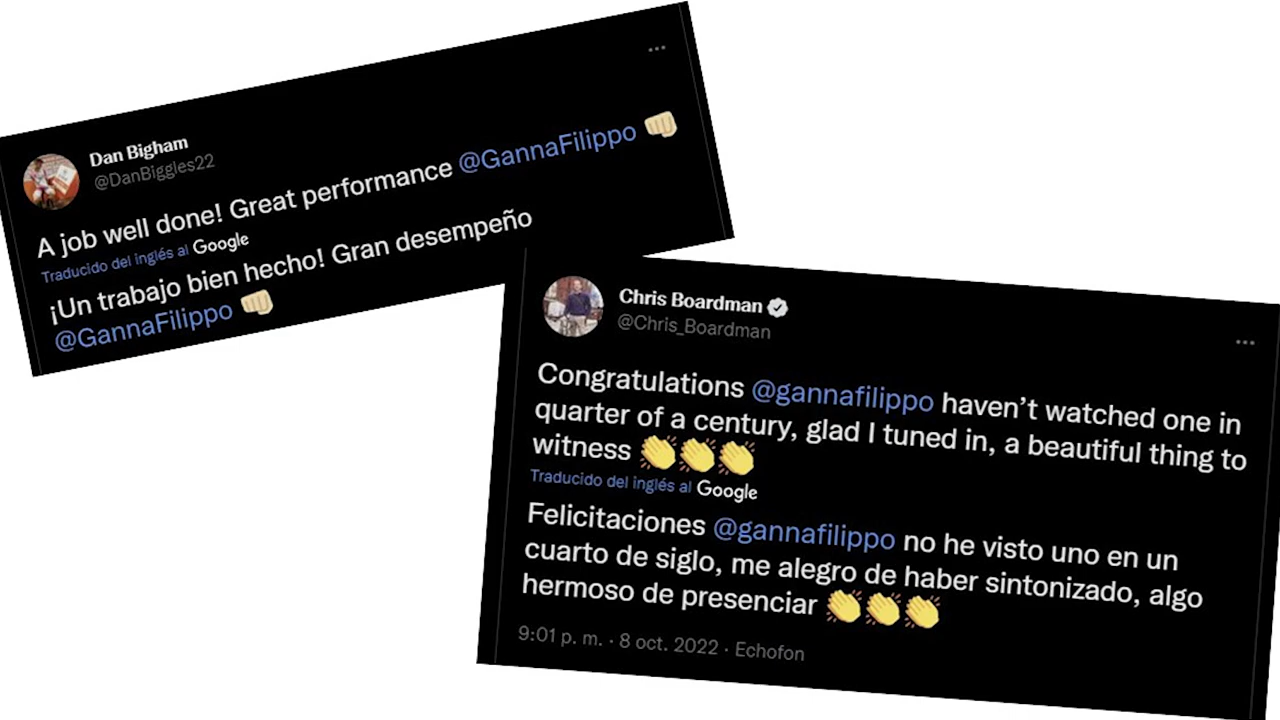 Dan Bigham
@DanBiggles22
A job well done! Great performance @GannaFilippo 👊🏻
Traducido del inglés al Google
¡Un trabajo bien hecho! Gran desempeño
@GannaFilippo 👊🏻
Chris Boardman
@Chris_Boardman
Congratulations @gannafilippo haven’t watched one in
quarter of a century, glad I tuned in, a beautiful thing to
witness 👏👏👏
Traducido del inglés al Google
Felicitaciones @gannafilippo no he visto uno en un
cuarto de siglo, me alegro de haber sintonizado, algo
hermoso de presenciar 👏👏👏
9:01 p. m. · 8 oct. 2022 · Echofon